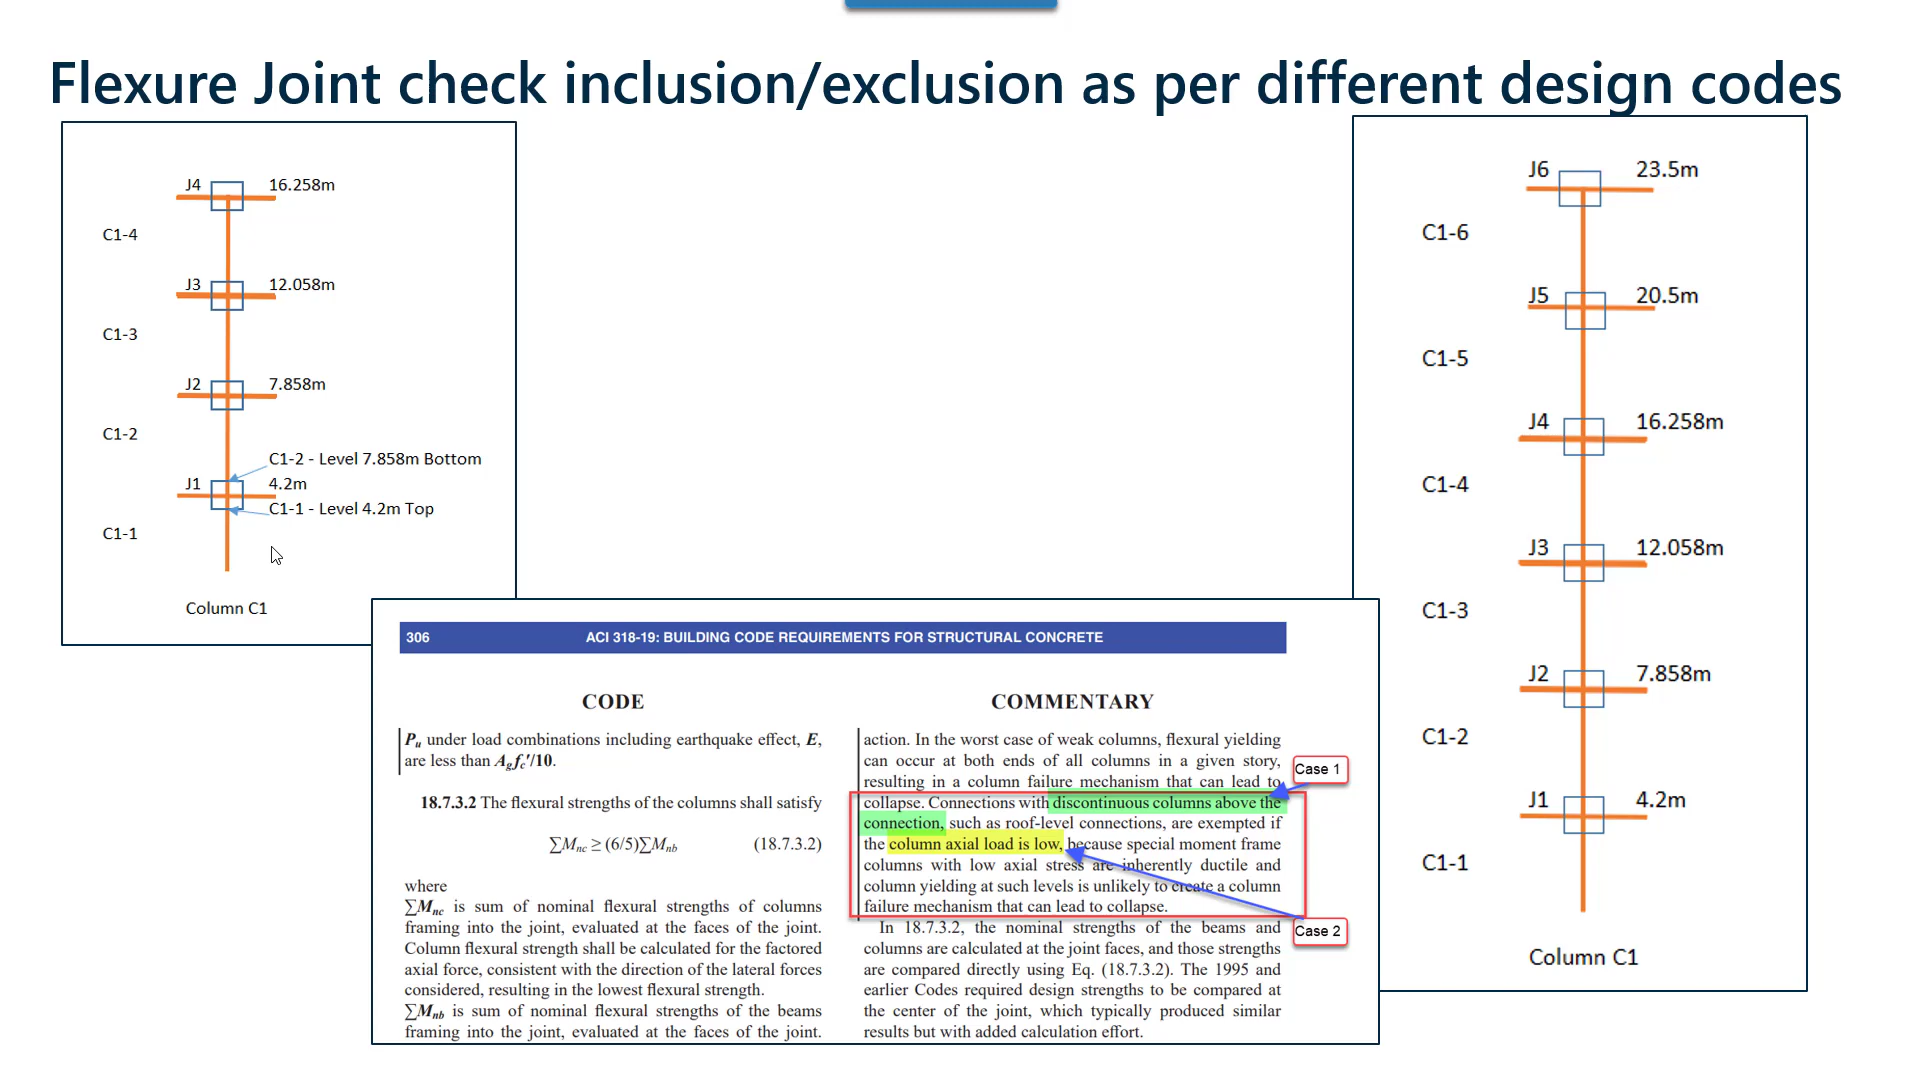 Flexure Joint check inclusion/exclusion as per different design codes
J4 16.258m
C1-4
J3 12.058m
C1-3
J2 7.858m
C1-2
C1-2 - Level 7.858m Bottom
J1 4.2m
C1-1 - Level 4.2m Top
C1-1
Column C1
306 ACI 318-19: BUILDING CODE REQUIREMENTS FOR STRUCTURAL CONCRETE
CODE
Pu under load combinations including earthquake effect, E,
are less than Agfc′/10.
18.7.3.2 The flexural strengths of the columns shall satisfy
∑Mnc ≥ (6/5)∑Mnb (18.7.3.2)
where
∑Mnc is sum of nominal flexural strengths of columns
framing into the joint, evaluated at the faces of the joint.
Column flexural strength shall be calculated for the factored
axial force, consistent with the direction of the lateral forces
considered, resulting in the lowest flexural strength.
∑Mnb is sum of nominal flexural strengths of the beams
framing into the joint, evaluated at the faces of the joint.
COMMENTARY
action. In the worst case of weak columns, flexural yielding
can occur at both ends of all columns in a given story,
resulting in a column failure mechanism that can lead to
collapse. Connections with discontinuous columns above the
connection, such as roof-level connections, are exempted if
the column axial load is low, because special moment frame
columns with low axial stress are inherently ductile and
column yielding at such levels is unlikely to create a column
failure mechanism that can lead to collapse.
In 18.7.3.2, the nominal strengths of the beams and
columns are calculated at the joint faces, and those strengths
are compared directly using Eq. (18.7.3.2). The 1995 and
earlier Codes required design strengths to be compared at
the center of the joint, which typically produced similar
results but with added calculation effort.
Case 1
Case 2
J6 23.5m
C1-6
J5 20.5m
C1-5
J4 16.258m
C1-4
J3 12.058m
C1-3
J2 7.858m
C1-2
J1 4.2m
C1-1
Column C1